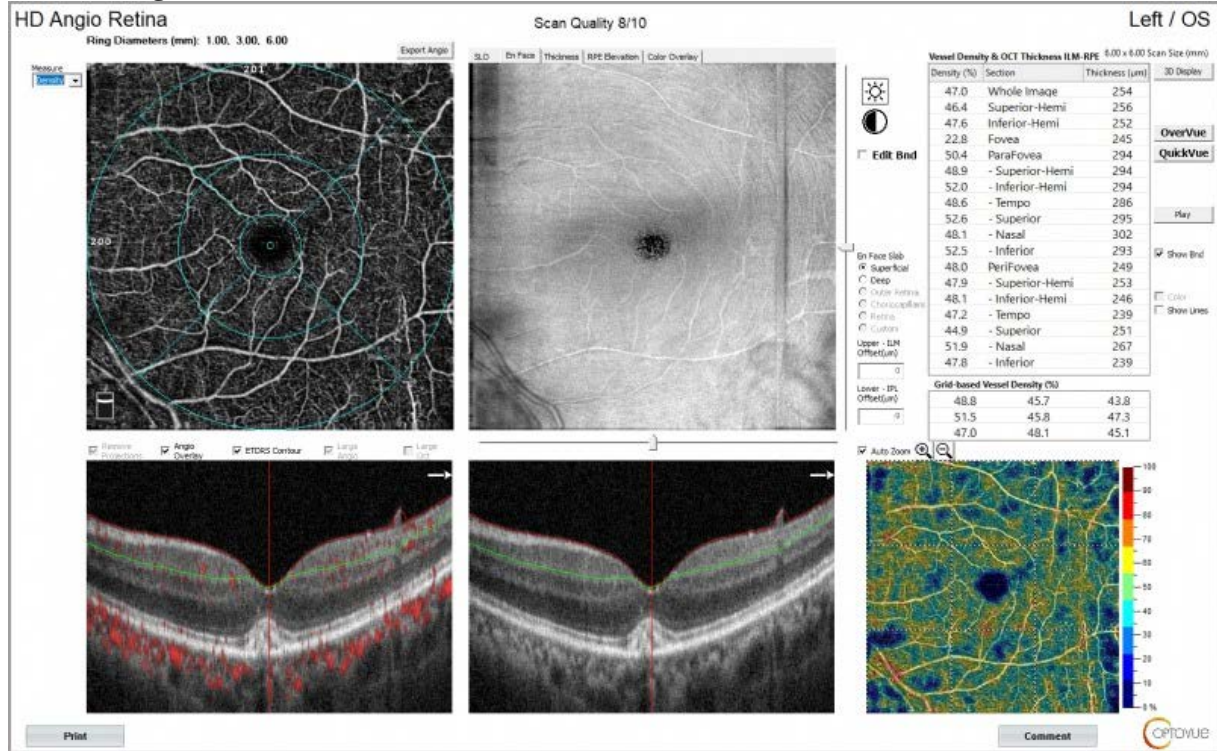 HD Angio Retina
Scan Quality 8/10
Left / OS
Ring Diameters (mm): 1.00, 3.00, 6.00
Export Angio
Measure
Density
201
200
SLO En Face Thickness RPE Elevation Color Overlay
Edit Bnd
En Face Slab
Superficial
Deep
Outer Retina
Choriocapillaris
Retina
Custom
Upper - ILM
Offset(um)
0
Lower - IPL
Offset(um)
Vessel Density & OCT Thickness ILM-RPE 6.00 x 6.00 Scan Size (mm)
Density (%) Section Thickness (µm)
47.0 Whole Image 254
46.4 Superior-Hemi 256
47.6 Inferior-Hemi 252
22.8 Fovea 245
50.4 ParaFovea 294
48.9 - Superior-Hemi 294
52.0 - Inferior-Hemi 294
48.6 - Tempo 286
52.6 - Superior 295
48.1 - Nasal 302
52.5 - Inferior 293
48.0 PeriFovea 249
47.9 - Superior-Hemi 253
48.1 - Inferior-Hemi 246
47.2 - Tempo 239
44.9 - Superior 251
51.9 - Nasal 267
47.8 - Inferior 239
Grid-based Vessel Density (%)
48.8 45.7 43.8
51.5 45.8 47.3
47.0 48.1 45.1
3D Display
OverVue
QuickVue
Play
Show Bnd
Color
Show Lines
Remove Projections
Angio Overlay
ETDRS Contour
Large Angio
Large Oct
Auto Zoom
100
90
80
70
60
50
40
30
20
10
0 %
Print
Comment
OPTOVUE